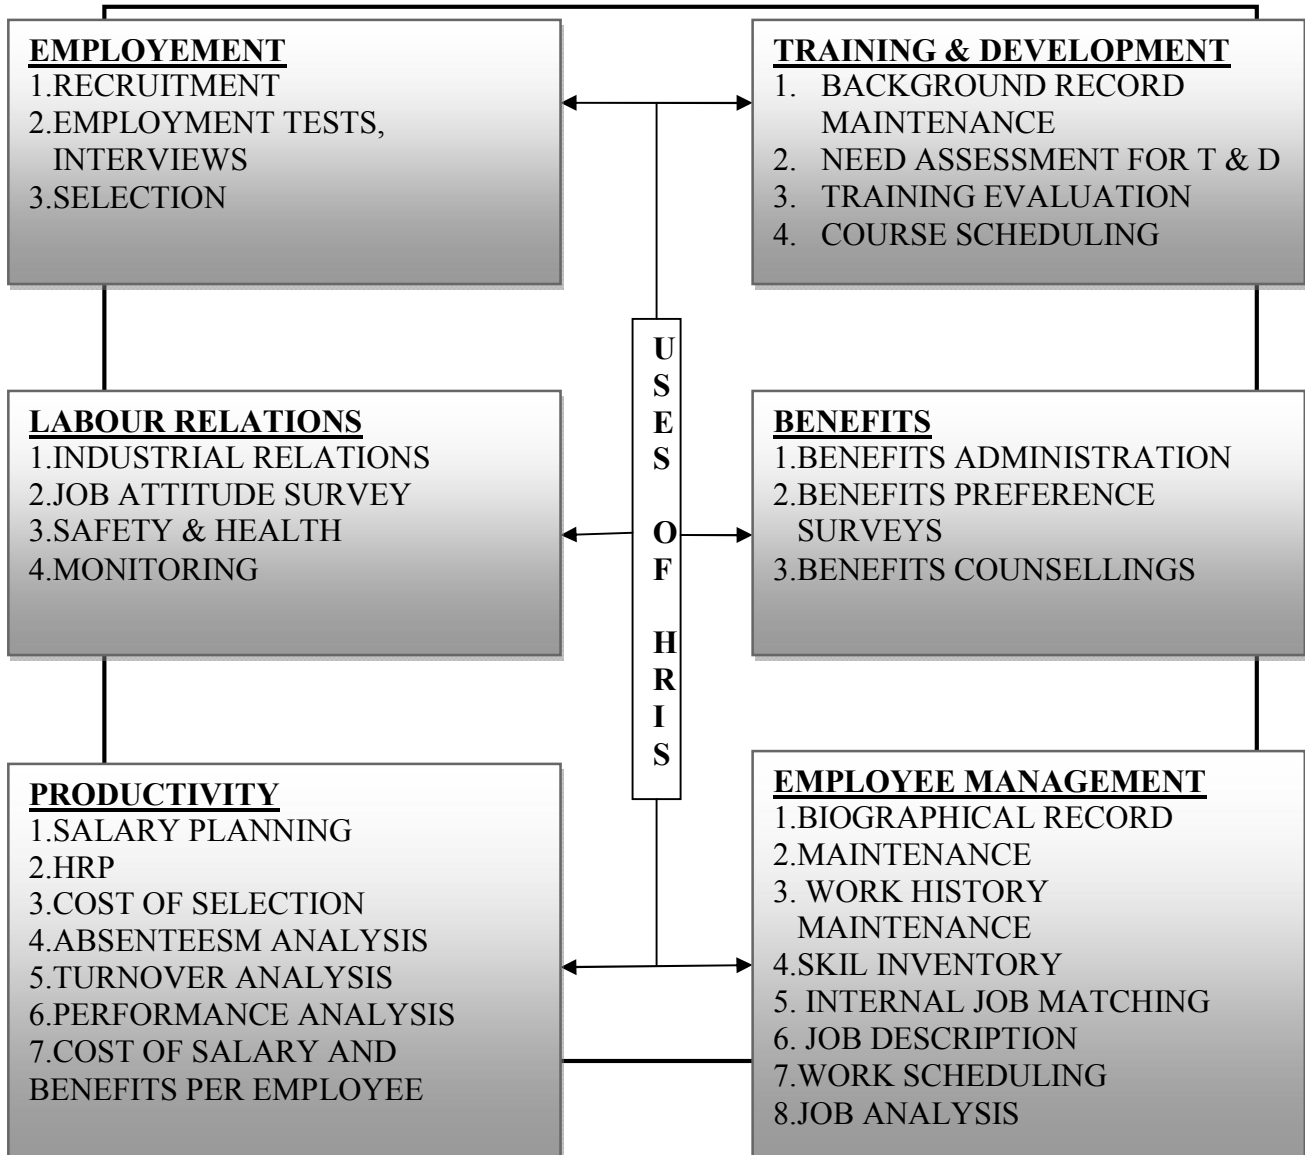 EMPLOYEMENT
1.RECRUITMENT
2.EMPLOYMENT TESTS,
INTERVIEWS
3.SELECTION
TRAINING & DEVELOPMENT
1. BACKGROUND RECORD
MAINTENANCE
2. NEED ASSESSMENT FOR T & D
3. TRAINING EVALUATION
4. COURSE SCHEDULING
USES OF HRIS
LABOUR RELATIONS
1.INDUSTRIAL RELATIONS
2.JOB ATTITUDE SURVEY
3.SAFETY & HEALTH
4.MONITORING
BENEFITS
1.BENEFITS ADMINISTRATION
2.BENEFITS PREFERENCE
SURVEYS
3.BENEFITS COUNSELLINGS
PRODUCTIVITY
1.SALARY PLANNING
2.HRP
3.COST OF SELECTION
4.ABSENTEESM ANALYSIS
5.TURNOVER ANALYSIS
6.PERFORMANCE ANALYSIS
7.COST OF SALARY AND
BENEFITS PER EMPLOYEE
EMPLOYEE MANAGEMENT
1.BIOGRAPHICAL RECORD
2.MAINTENANCE
3. WORK HISTORY
MAINTENANCE
4.SKIL INVENTORY
5. INTERNAL JOB MATCHING
6. JOB DESCRIPTION
7.WORK SCHEDULING
8.JOB ANALYSIS